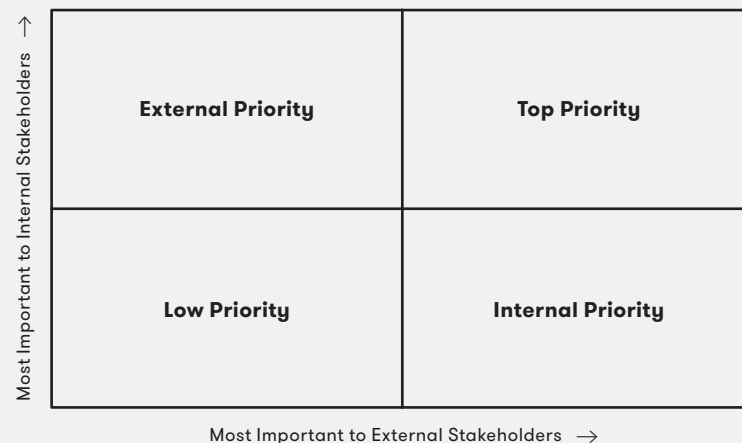 Most Important to Internal Stakeholders →
External Priority
Top Priority
Low Priority
Internal Priority
Most Important to External Stakeholders →